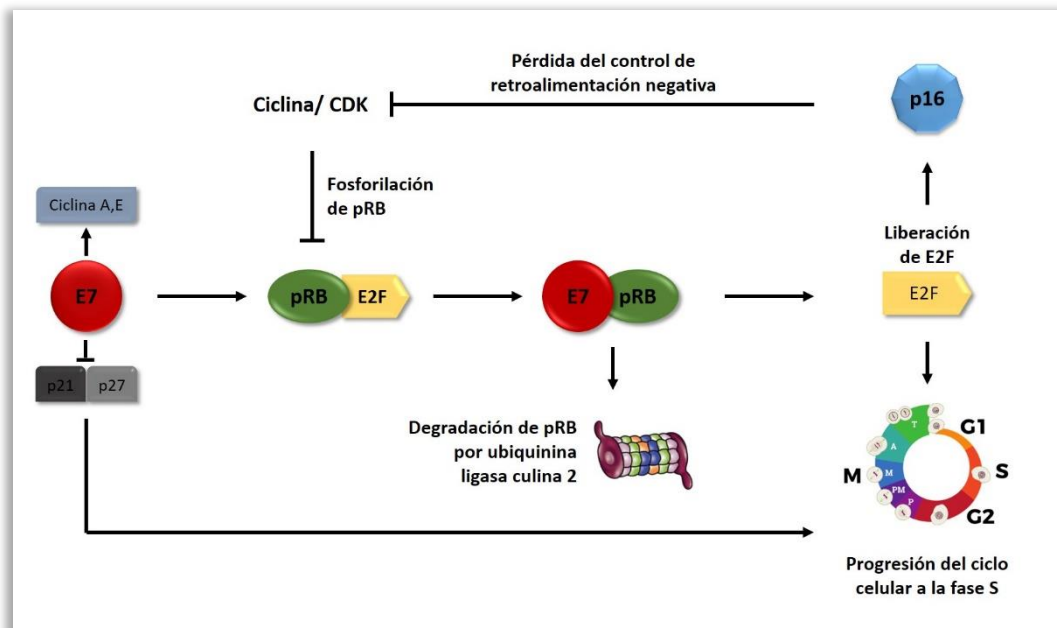 Pérdida del control de
retroalimentación negativa
p16
Ciclina/ CDK
Fosforilación
de pRB
Ciclina A,E
Liberación
de E2F
E7
pRB
E2F
E7
pRB
E2F
p21
p27
Degradación de pRB
por ubiquinina
ligasa culina 2
T
A
M
PM
P
G1
M
S
G2
Progresión del ciclo
celular a la fase S